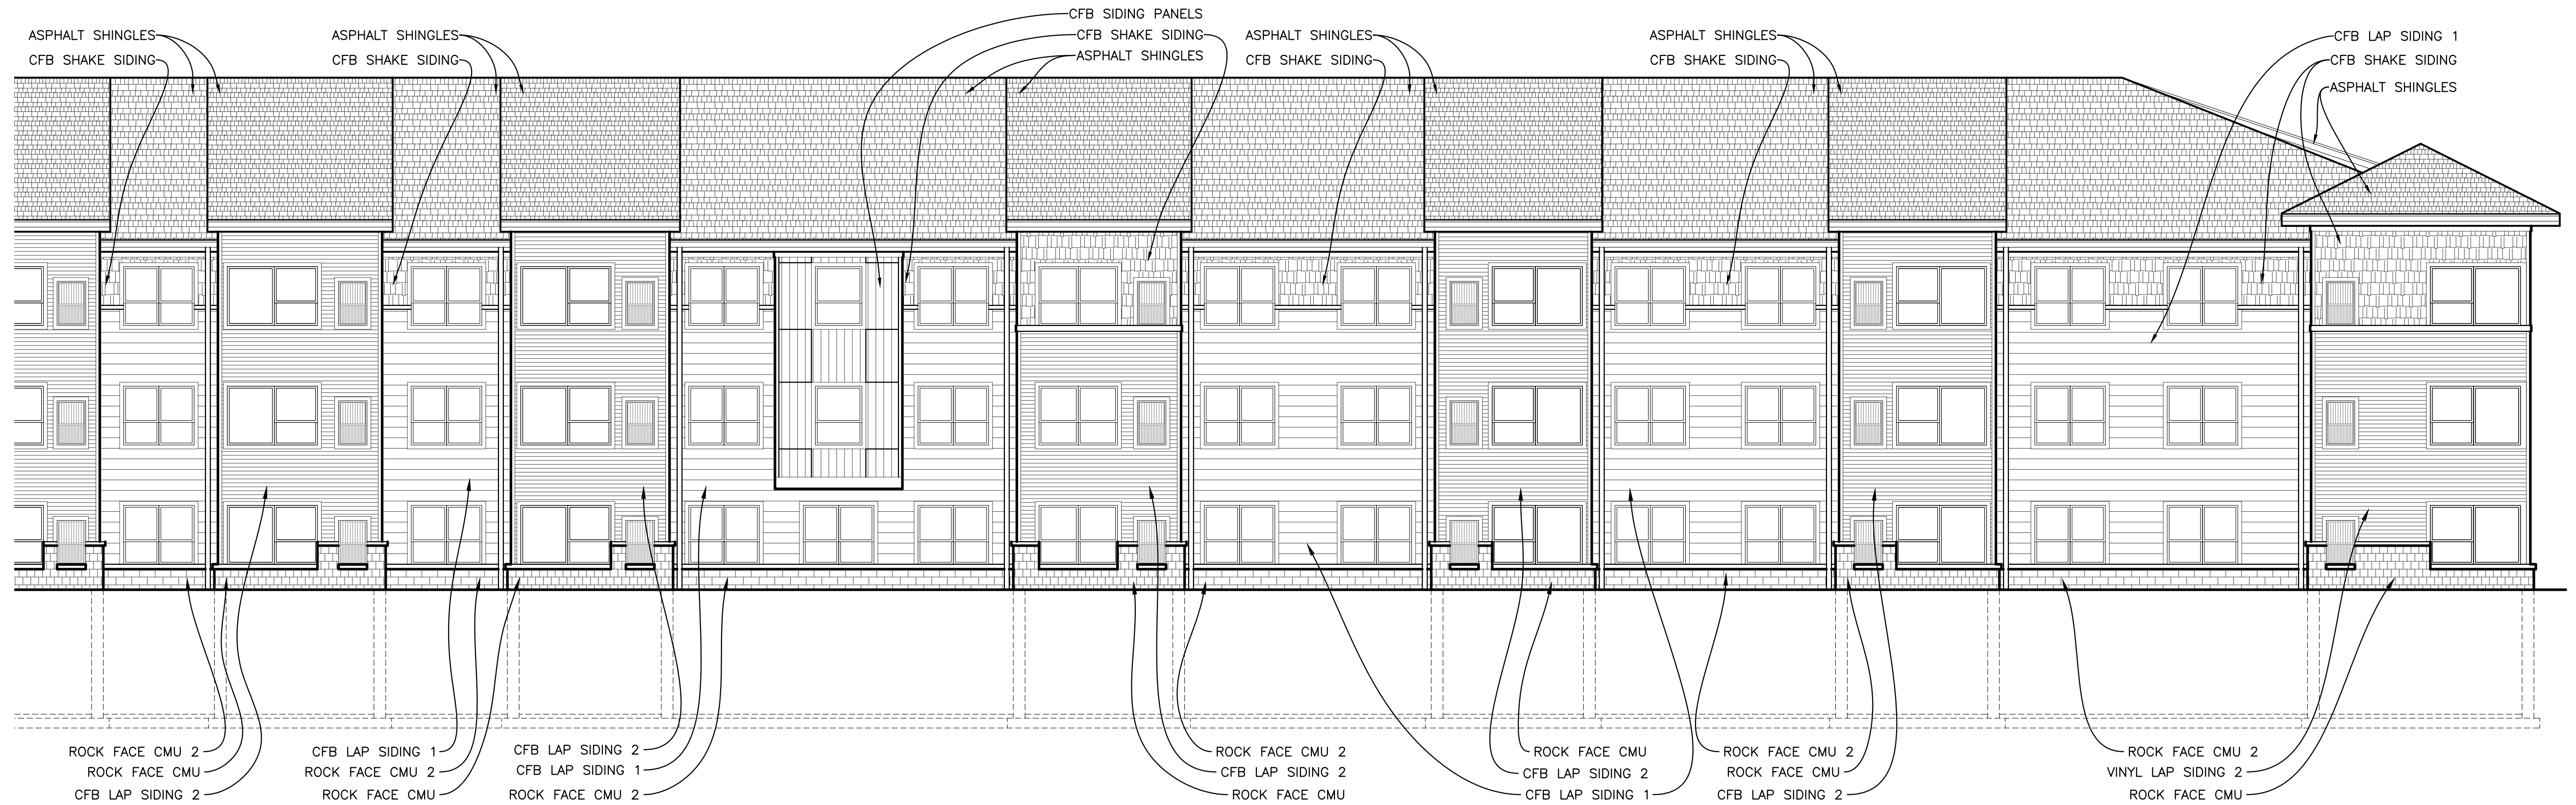 CFB SIDING PANELS
ASPHALT SHINGLES
ASPHALT SHINGLES
CFB SHAKE SIDING
ASPHALT SHINGLES
ASPHALT SHINGLES
CFB LAP SIDING 1
CFB SHAKE SIDING
CFB SHAKE SIDING
ASPHALT SHINGLES
CFB SHAKE SIDING
CFB SHAKE SIDING
CFB SHAKE SIDING
ASPHALT SHINGLES
ROCK FACE CMU 2
ROCK FACE CMU
CFB LAP SIDING 2
CFB LAP SIDING 1
ROCK FACE CMU 2
ROCK FACE CMU
CFB LAP SIDING 2
CFB LAP SIDING 1
ROCK FACE CMU 2
ROCK FACE CMU 2
CFB LAP SIDING 2
ROCK FACE CMU
ROCK FACE CMU
CFB LAP SIDING 2
CFB LAP SIDING 1
ROCK FACE CMU 2
ROCK FACE CMU
CFB LAP SIDING 2
ROCK FACE CMU 2
VINYL LAP SIDING 2
ROCK FACE CMU